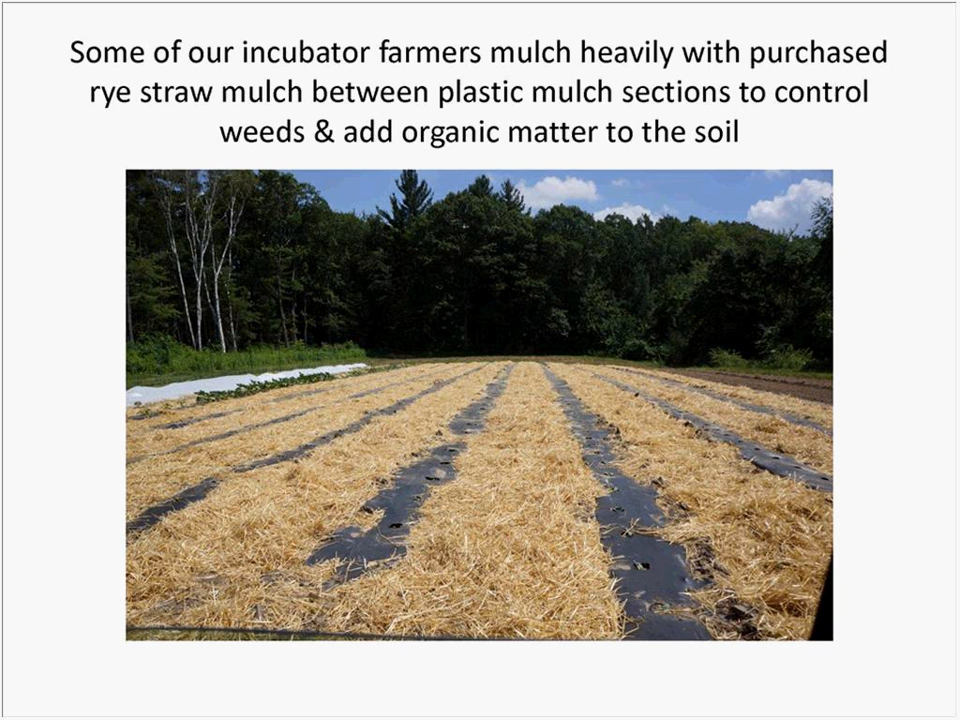 Some of our incubator farmers mulch heavily with purchased
rye straw mulch between plastic mulch sections to control
weeds & add organic matter to the soil